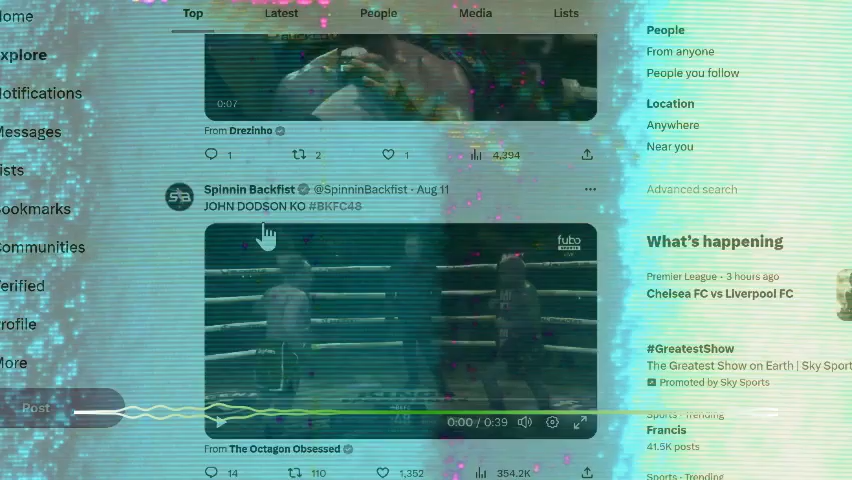 Top Latest People Media Lists
Home
Explore
Notifications
Messages
Lists
Bookmarks
Communities
Verified
Profile
More
Post
0:07
From Drezinho
1 2 1 4,394
Spinnin Backfist @SpinninBackfist · Aug 11
JOHN DODSON KO #BKFC48
fubo
SPORTS
0:00 / 0:39
From The Octagon Obsessed
14 110 1,352 354.2K
People
From anyone
People you follow
Location
Anywhere
Near you
Advanced search
What's happening
Premier League · 3 hours ago
Chelsea FC vs Liverpool FC
#GreatestShow
The Greatest Show on Earth | Sky Sport
Promoted by Sky Sports
Sports · Trending
Francis
41.5K posts
Sports · Trending